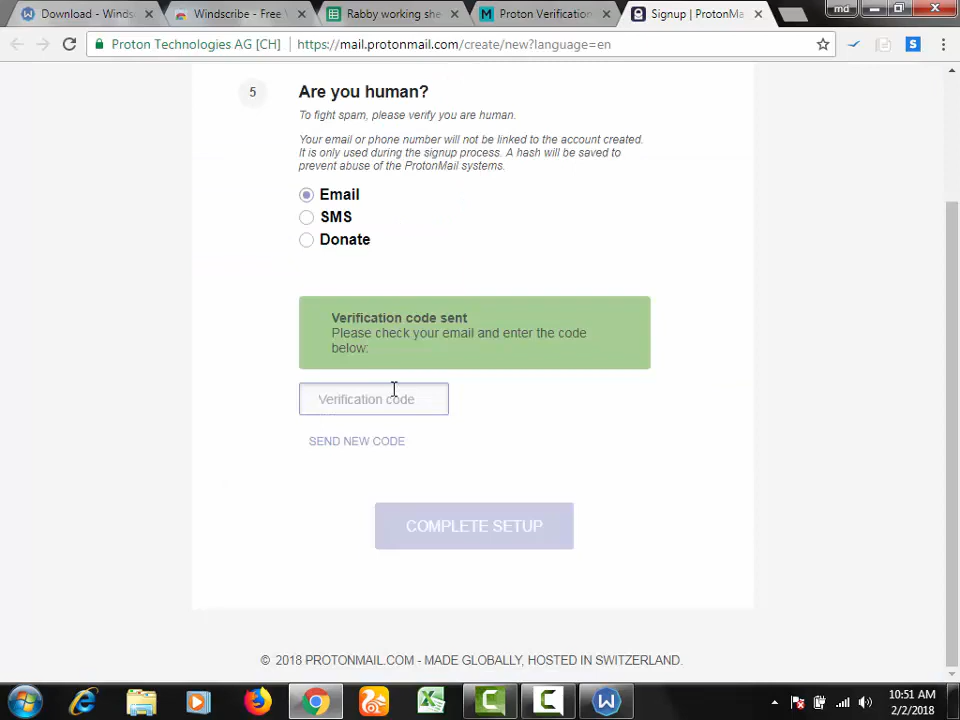 Download - Winds
Windscribe - Free
Rabby working she
Proton Verification
Signup | ProtonMa
md
Proton Technologies AG [CH]
https://mail.protonmail.com/create/new?language=en
5
Are you human?
To fight spam, please verify you are human.
Your email or phone number will not be linked to the account created.
It is only used during the signup process. A hash will be saved to
prevent abuse of the ProtonMail systems.
Email
SMS
Donate
Verification code sent
Please check your email and enter the code
below:
Verification code
SEND NEW CODE
COMPLETE SETUP
© 2018 PROTONMAIL.COM - MADE GLOBALLY, HOSTED IN SWITZERLAND.
10:51 AM
2/2/2018